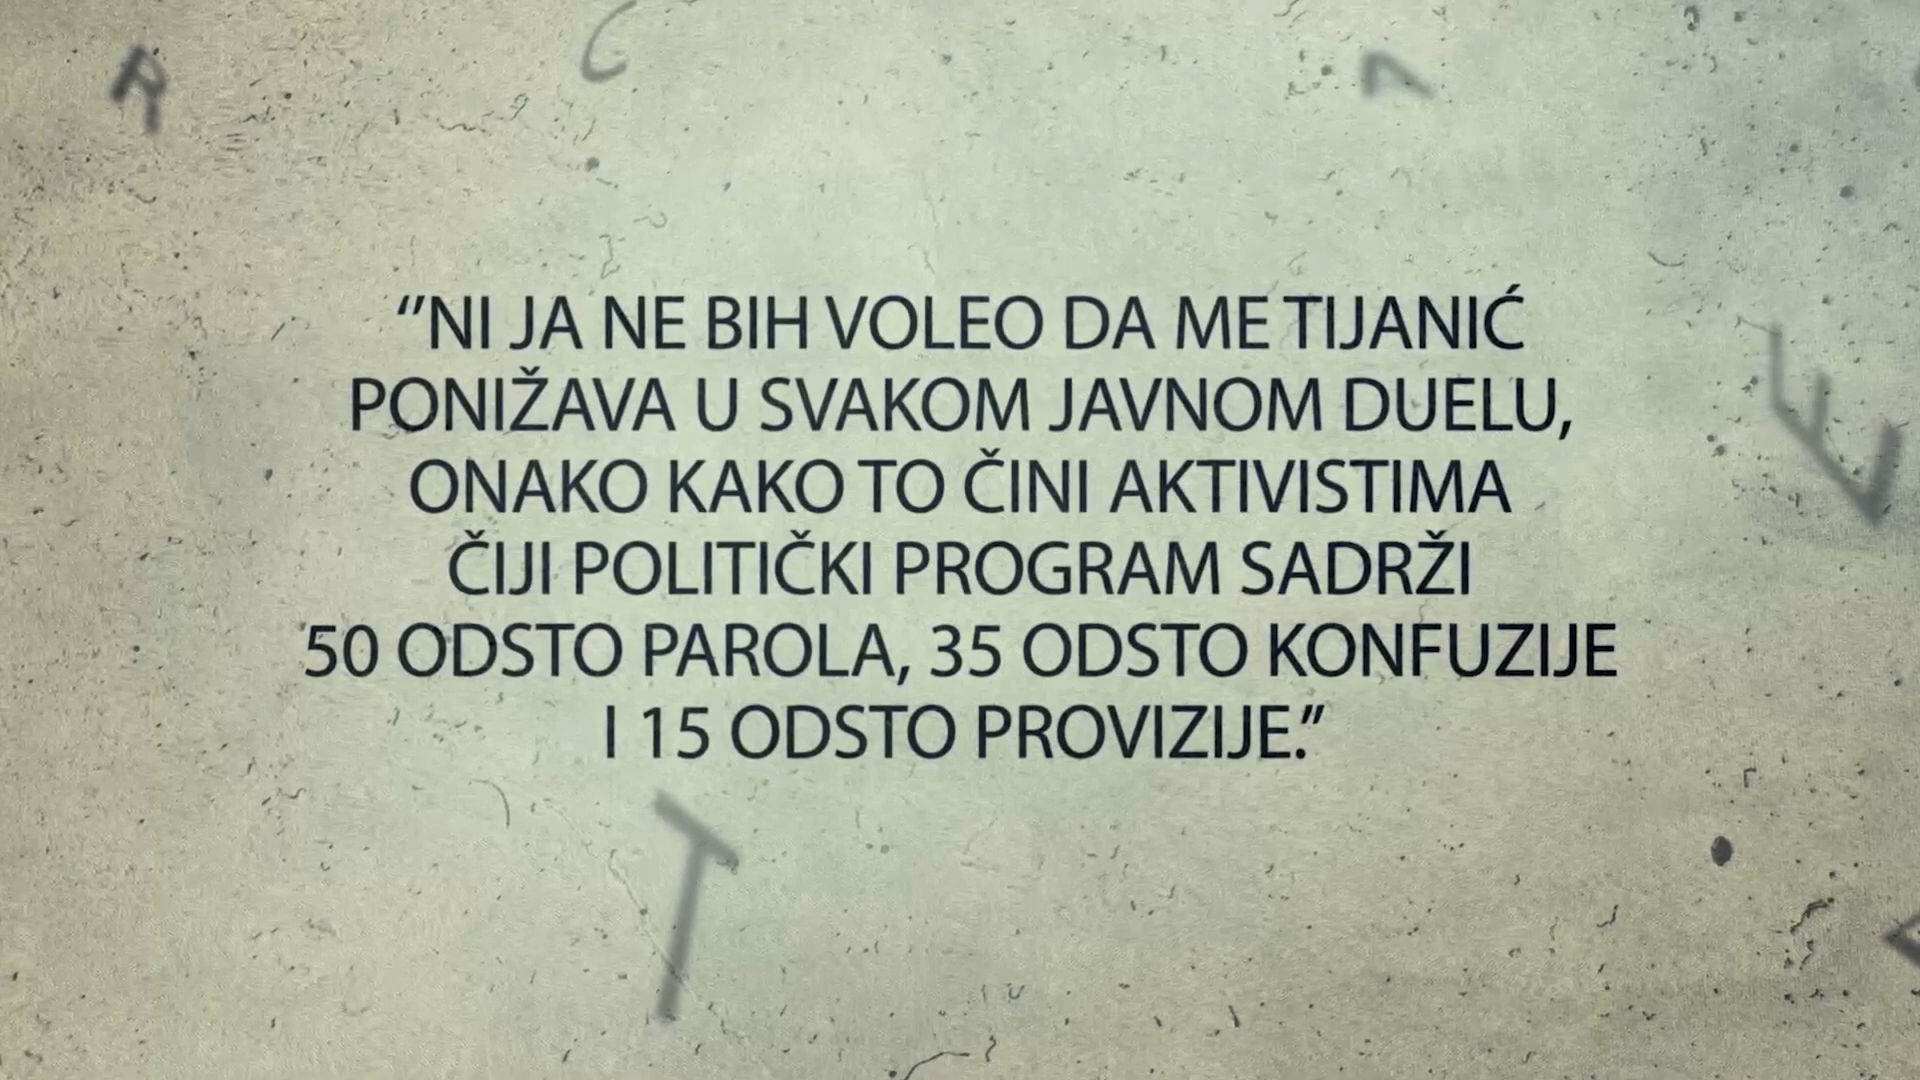 ‘‘NI JA NE BIH VOLEO DA ME TIJANIĆ
PONIŽAVA U SVAKOM JAVNOM DUELU,
ONAKO KAKO TO ČINI AKTIVISTIMA
ČIJI POLITIČKI PROGRAM SADRŽI
50 ODSTO PAROLA, 35 ODSTO KONFUZIJE
I 15 ODSTO PROVIZIJE.’’